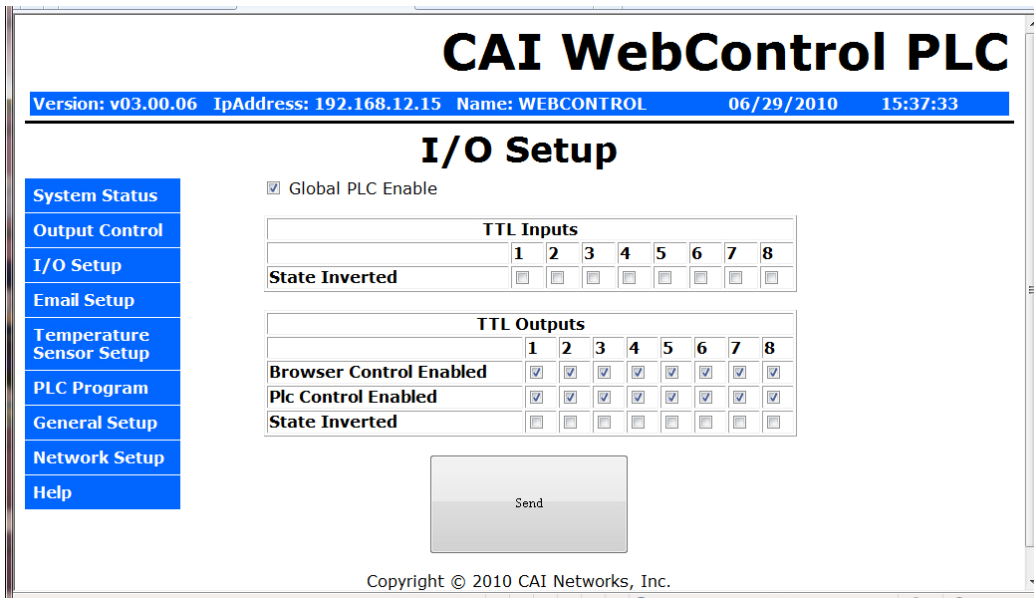 CAI WebControl PLC
Version: v03.00.06 IpAddress: 192.168.12.15 Name: WEBCONTROL 06/29/2010 15:37:33
I/O Setup
System Status
Output Control
I/O Setup
Email Setup
Temperature
Sensor Setup
PLC Program
General Setup
Network Setup
Help
Global PLC Enable
TTL Inputs
1 2 3 4 5 6 7 8
State Inverted
TTL Outputs
1 2 3 4 5 6 7 8
Browser Control Enabled
Plc Control Enabled
State Inverted
Send
Copyright © 2010 CAI Networks, Inc.